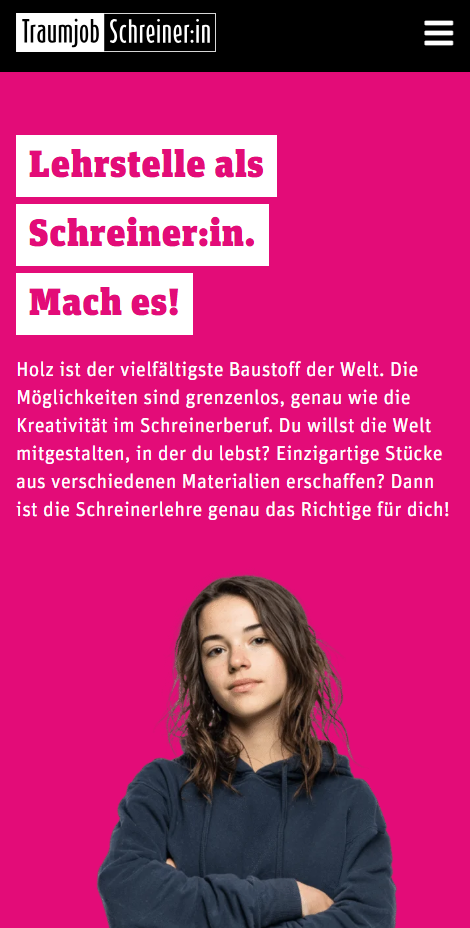 Traumjob Schreiner:in
Lehrstelle als
Schreiner:in.
Mach es!
Holz ist der vielfältigste Baustoff der Welt. Die
Möglichkeiten sind grenzenlos, genau wie die
Kreativität im Schreinerberuf. Du willst die Welt
mitgestalten, in der du lebst? Einzigartige Stücke
aus verschiedenen Materialien erschaffen? Dann
ist die Schreinerlehre genau das Richtige für dich!